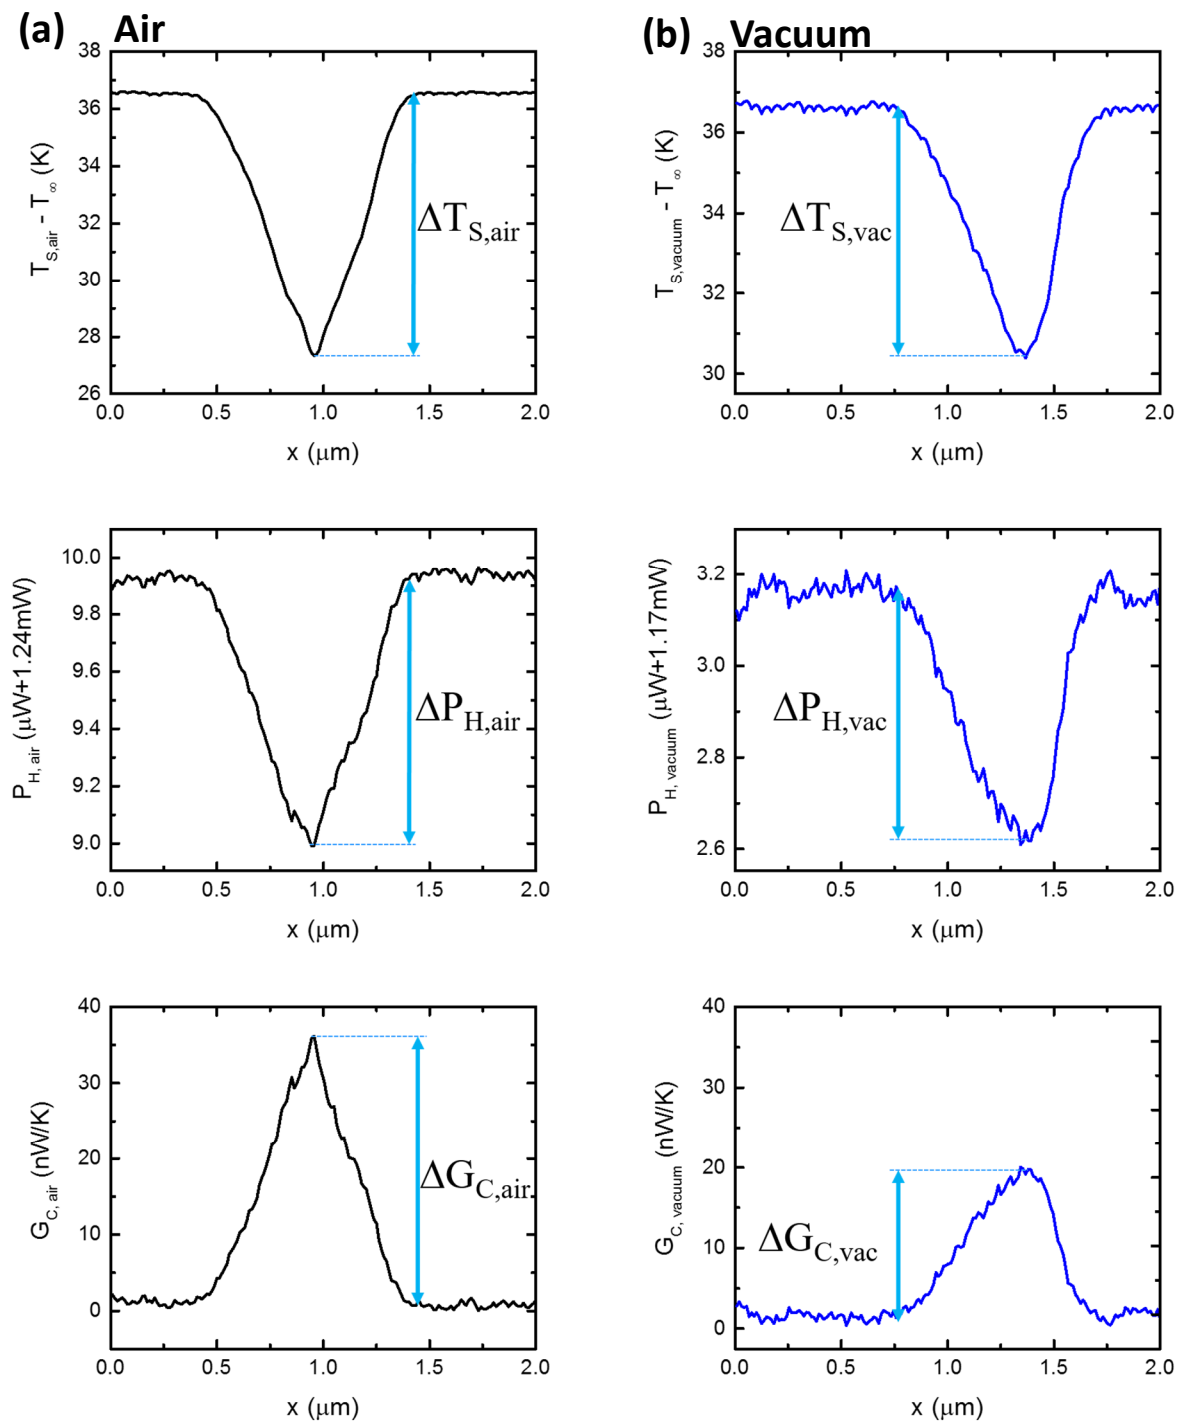 (a) Air
38
36
34
32
30
28
26
T_S,air - T_∞ (K)
ΔT_S,air
0.0 0.5 1.0 1.5 2.0
x (μm)
(b) Vacuum
38
36
34
32
30
T_S,vacuum - T_∞ (K)
ΔT_S,vac
0.0 0.5 1.0 1.5 2.0
x (μm)
10.0
9.8
9.6
9.4
9.2
9.0
P_H, air (μW+1.24mW)
ΔP_H,air
0.0 0.5 1.0 1.5 2.0
x (μm)
3.2
3.0
2.8
2.6
P_H, vacuum (μW+1.17mW)
ΔP_H,vac
0.0 0.5 1.0 1.5 2.0
x (μm)
40
30
20
10
0
G_C, air (nW/K)
ΔG_C,air
0.0 0.5 1.0 1.5 2.0
x (μm)
40
30
20
10
0
G_C, vacuum (nW/K)
ΔG_C,vac
0.0 0.5 1.0 1.5 2.0
x (μm)